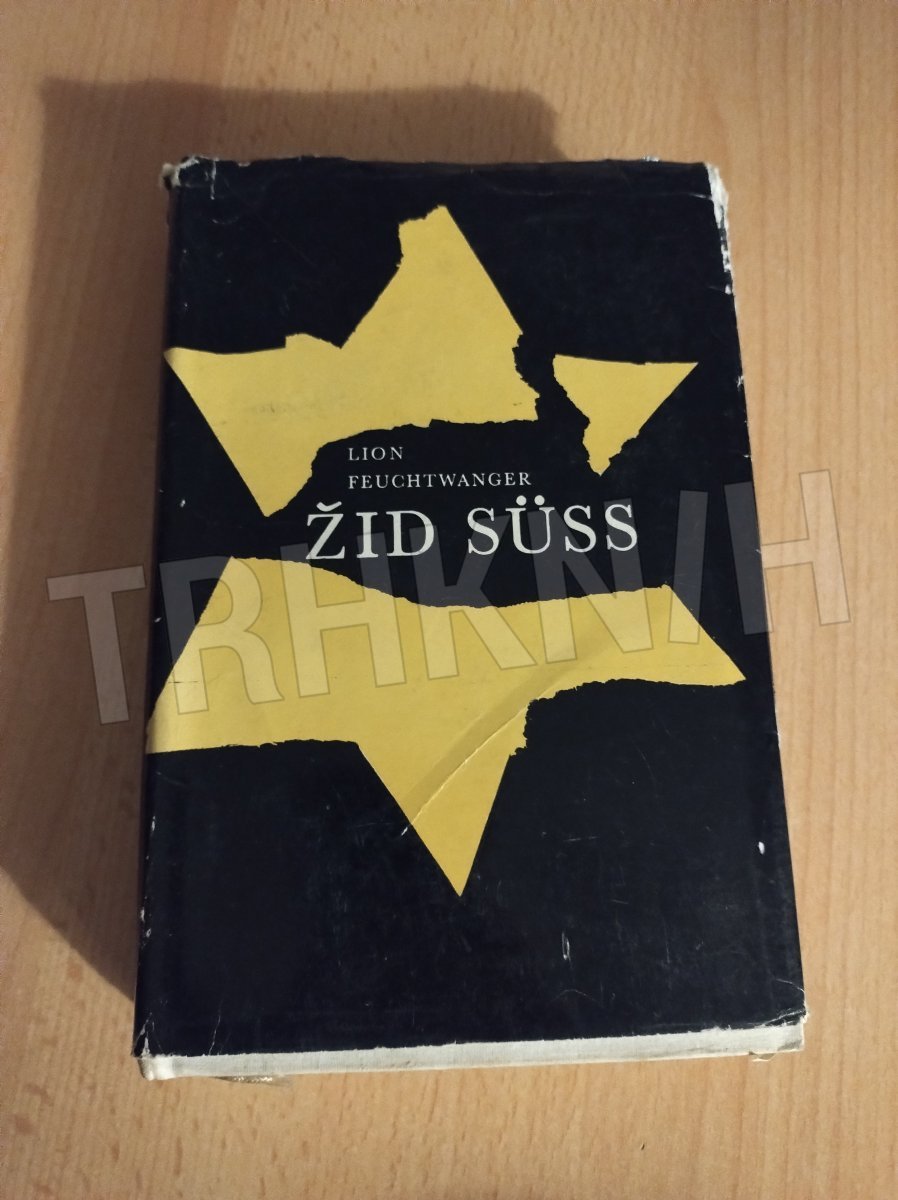 LION
FEUCHTWANGER
ŽID SÜSS
TRHKNIH